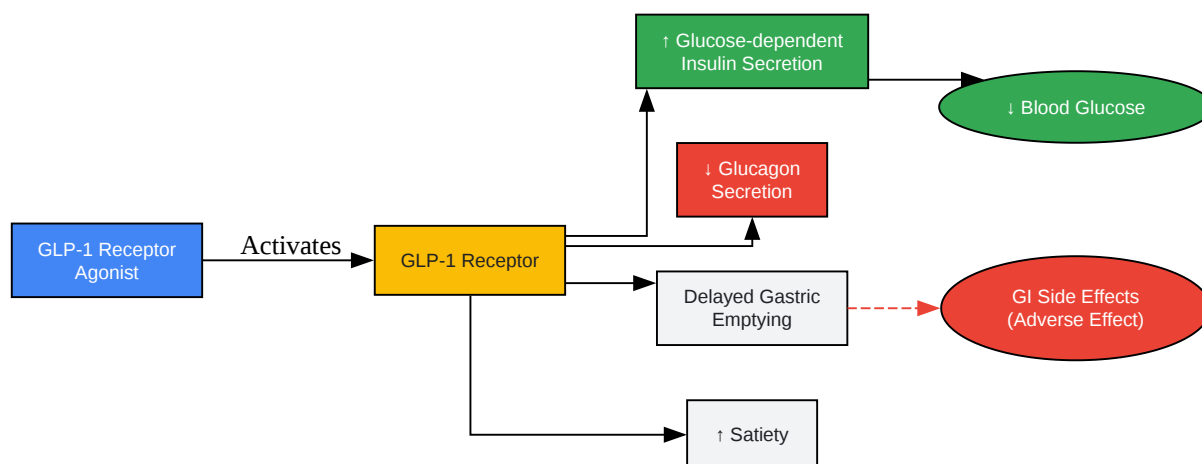 ↑ Glucose-dependent
Insulin Secretion
↓ Blood Glucose
↓ Glucagon
Secretion
GLP-1 Receptor
Agonist
Activates
GLP-1 Receptor
Delayed Gastric
Emptying
GI Side Effects
(Adverse Effect)
↑ Satiety